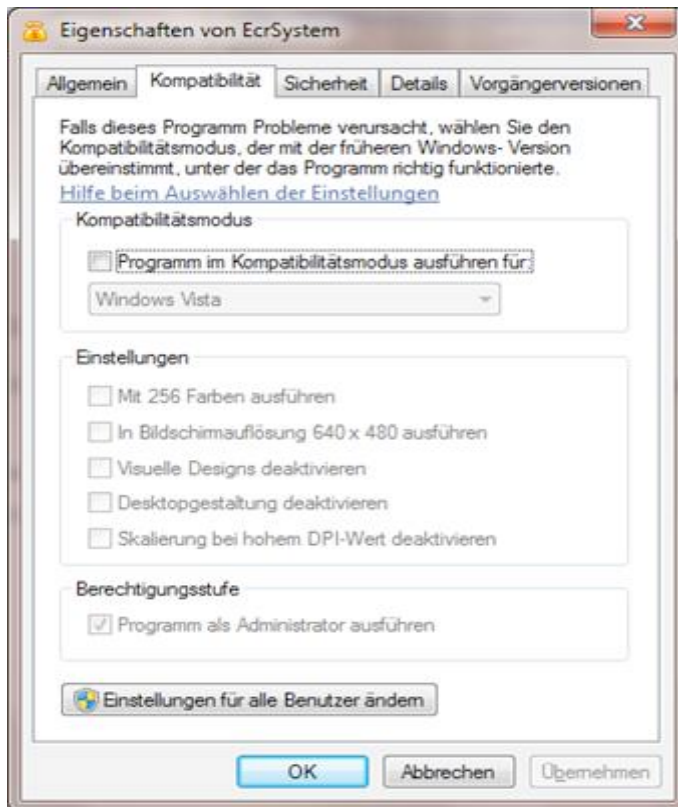 Eigenschaften von EcrSystem
Allgemein Kompatibilität Sicherheit Details Vorgängerversionen
Falls dieses Programm Probleme verursacht, wählen Sie den
Kompatibilitätsmodus, der mit der früheren Windows- Version
übereinstimmt, unter der das Programm richtig funktionierte.
Hilfe beim Auswählen der Einstellungen
Kompatibilitätsmodus
Programm im Kompatibilitätsmodus ausführen für:
Windows Vista
Einstellungen
Mit 256 Farben ausführen
In Bildschirmauflösung 640 x 480 ausführen
Visuelle Designs deaktivieren
Desktopgestaltung deaktivieren
Skalierung bei hohem DPI-Wert deaktivieren
Berechtigungsstufe
Programm als Administrator ausführen
Einstellungen für alle Benutzer ändern
OK Abbrechen Übernehmen